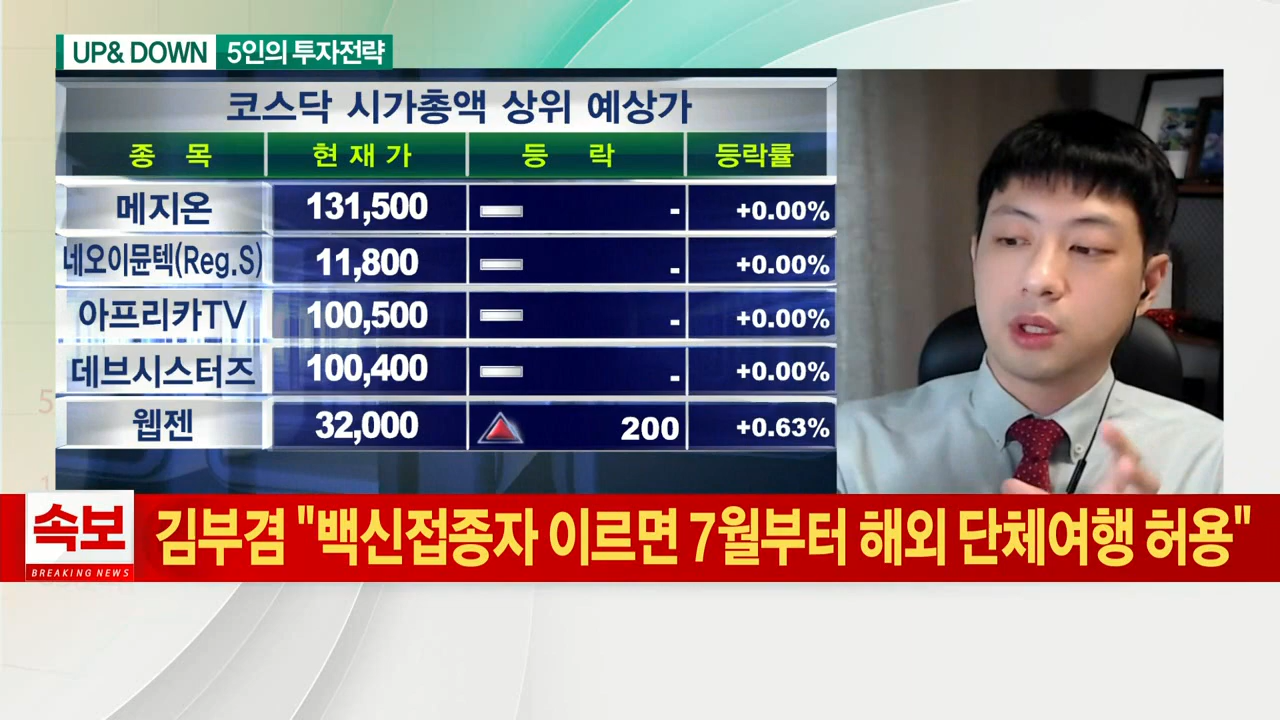 UP& DOWN 5인의 투자전략
코스닥 시가총액 상위 예상가
종 목 현 재 가 등 락 등락률
메지온 131,500 - +0.00%
네오이뮨텍(Reg.S) 11,800 - +0.00%
아프리카TV 100,500 - +0.00%
데브시스터즈 100,400 - +0.00%
웹젠 32,000 200 +0.63%
속보 김부겸 "백신접종자 이르면 7월부터 해외 단체여행 허용"
BREAKING NEWS
5
1